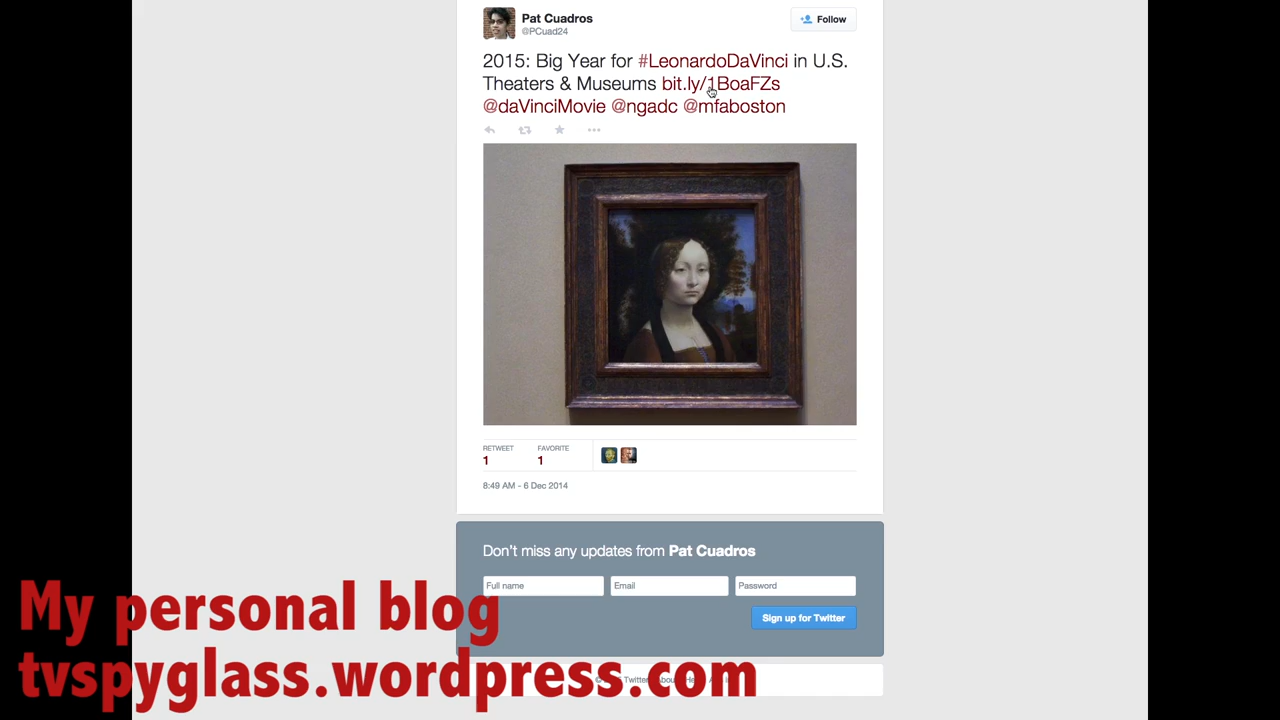 Pat Cuadros
@PCuad24
Follow
2015: Big Year for #LeonardoDaVinci in U.S.
Theaters & Museums bit.ly/1BoaFZs
@daVinciMovie @ngadc @mfaboston
RETWEET FAVORITE
1 1
8:49 AM - 6 Dec 2014
Don't miss any updates from Pat Cuadros
Full name Email Password
Sign up for Twitter
My personal blog
tvspyglass.wordpress.com
Twitter